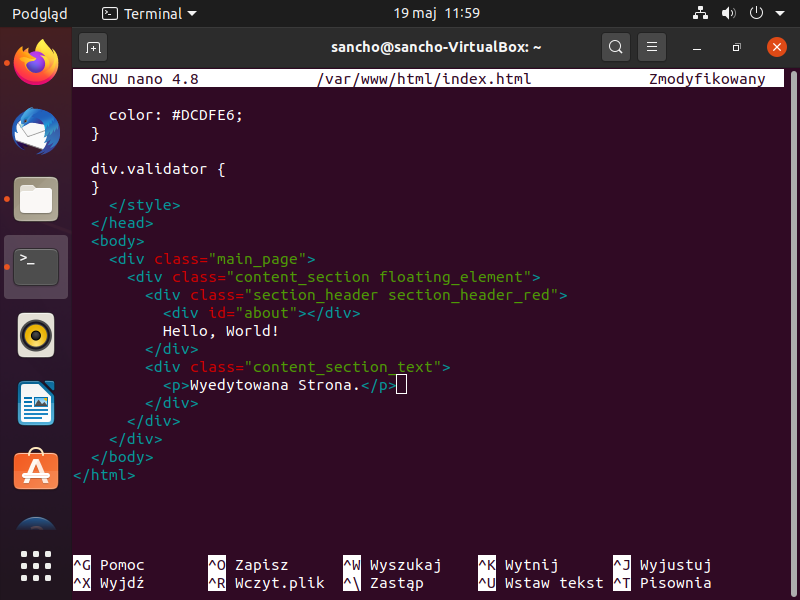 Podgląd Terminal 19 maj 11:59
sancho@sancho-VirtualBox: ~
GNU nano 4.8 /var/www/html/index.html Zmodyfikowany
color: #DCDFE6;
}
div.validator {
}
</style>
</head>
<body>
<div class="main_page">
<div class="content_section floating_element">
<div class="section_header section_header_red">
<div id="about"></div>
Hello, World!
</div>
<div class="content_section_text">
<p>Wyedytowana Strona.</p>
</div>
</div>
</div>
</body>
</html>
^G Pomoc ^O Zapisz ^W Wyszukaj ^K Wytnij ^J Wyjustuj
^X Wyjdź ^R Wczyt.plik ^\ Zastąp ^U Wstaw tekst ^T Pisownia